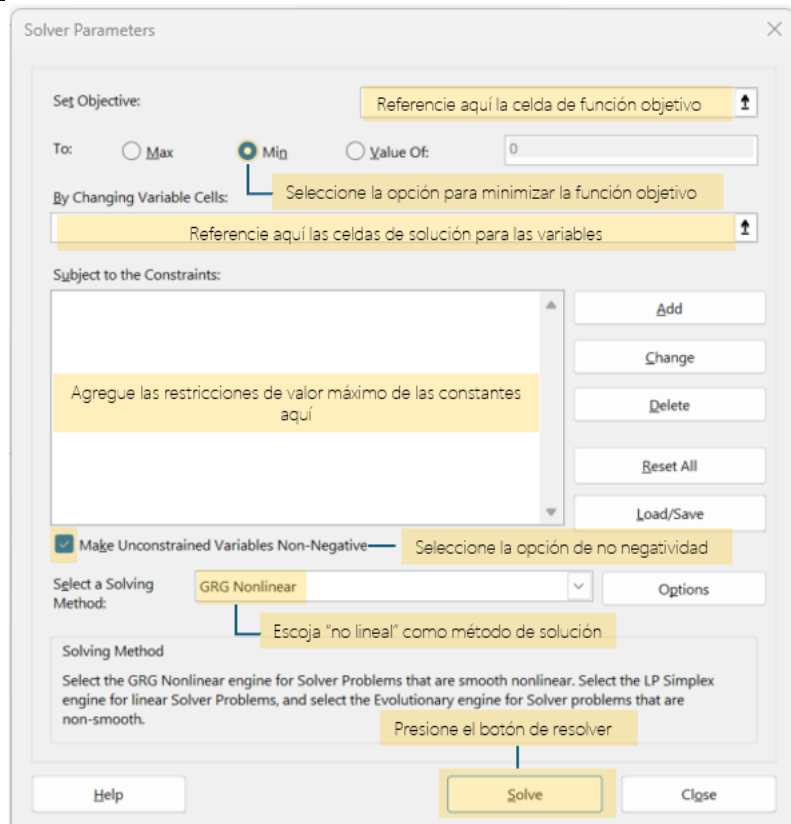 Solver Parameters
Set Objective:
Referencie aquí la celda de función objetivo
To:
Max
Min
Value Of:
0
Seleccione la opción para minimizar la función objetivo
By Changing Variable Cells:
Referencie aquí las celdas de solución para las variables
Subject to the Constraints:
Add
Change
Agregue las restricciones de valor máximo de las constantes
aquí
Delete
Reset All
Load/Save
Make Unconstrained Variables Non-Negative
Seleccione la opción de no negatividad
Select a Solving
Method:
GRG Nonlinear
Options
Escoja “no lineal” como método de solución
Solving Method
Select the GRG Nonlinear engine for Solver Problems that are smooth nonlinear. Select the LP Simplex
engine for linear Solver Problems, and select the Evolutionary engine for Solver problems that are
non-smooth.
Presione el botón de resolver
Help
Solve
Close